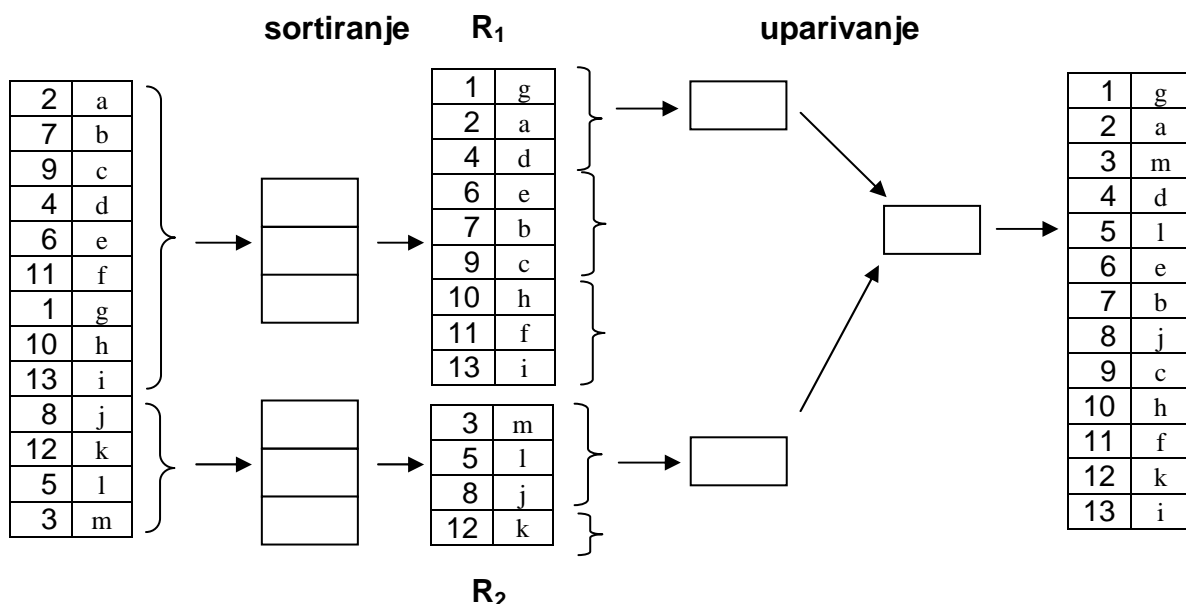 sortiranje R₁ uparivanje
2 a
7 b
9 c
4 d
6 e
11 f
1 g
10 h
13 i
8 j
12 k
5 l
3 m
1 g
2 a
4 d
6 e
7 b
9 c
10 h
11 f
13 i
3 m
5 l
8 j
12 k
R₂
1 g
2 a
3 m
4 d
5 l
6 e
7 b
8 j
9 c
10 h
11 f
12 k
13 i